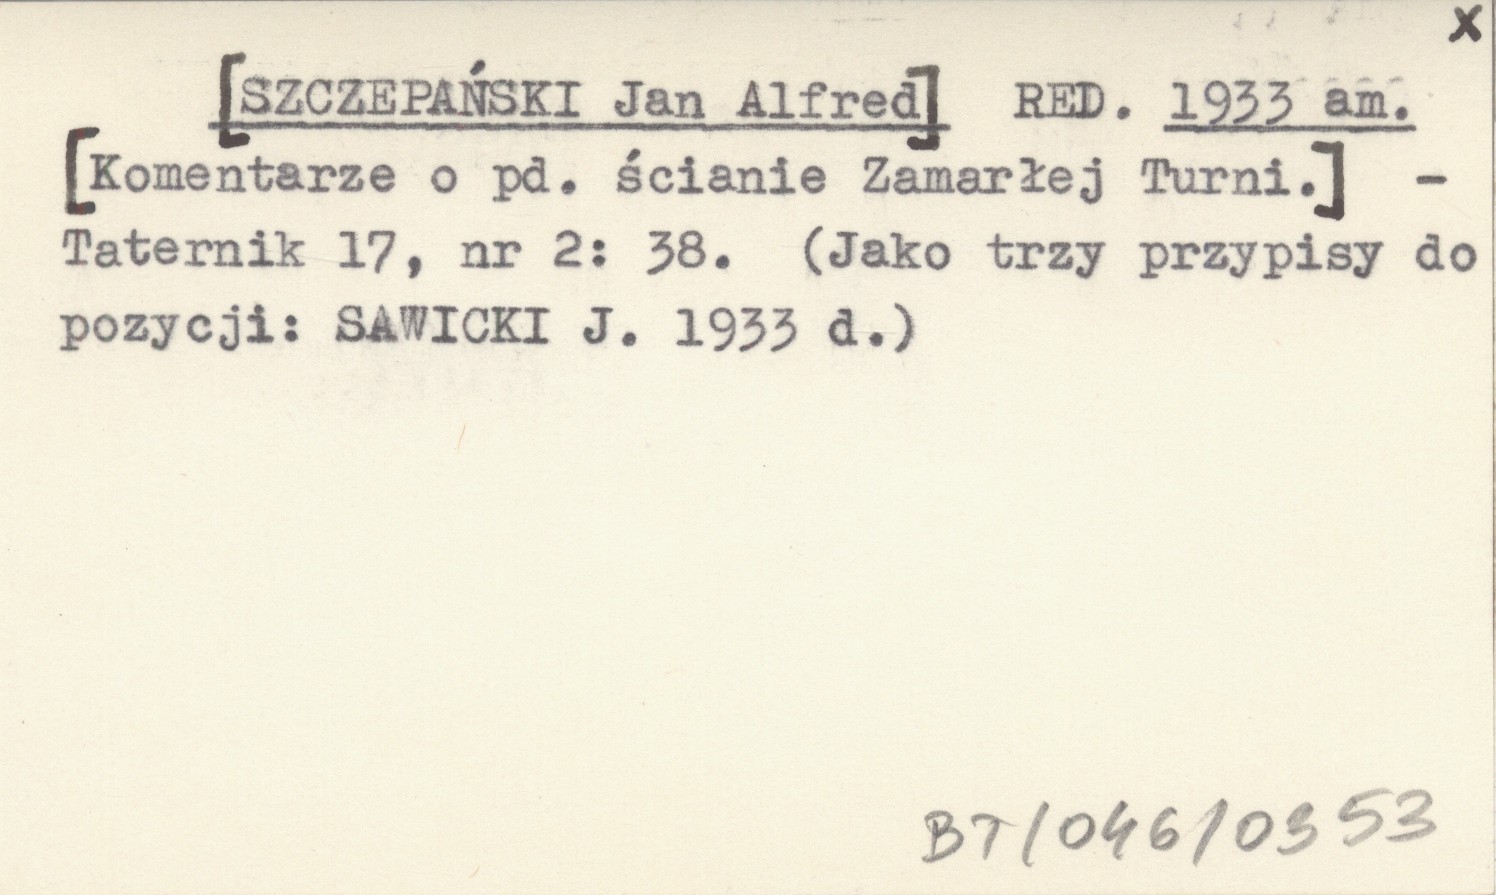 x
[SZCZEPAŃSKI Jan Alfred] RED. 1933 am.
[Komentarze o pd. ścianie Zamarłej Turni.] -
Taternik 17, nr 2: 38. (Jako trzy przypisy do
pozycji: SAWICKI J. 1933 d.)
BT/046/0353